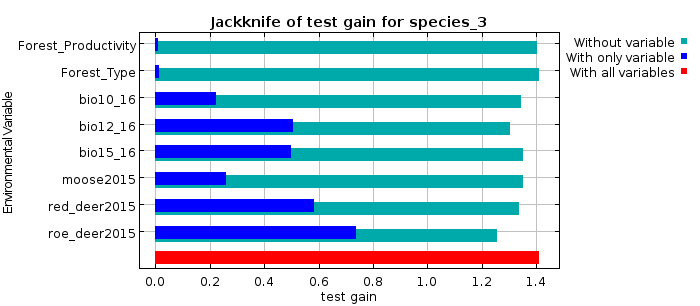 Jackknife of test gain for species_3
Without variable
With only variable
With all variables
Environmental Variable
Forest_Productivity
Forest_Type
bio10_16
bio12_16
bio15_16
moose2015
red_deer2015
roe_deer2015
0.0 0.2 0.4 0.6 0.8 1.0 1.2 1.4
test gain